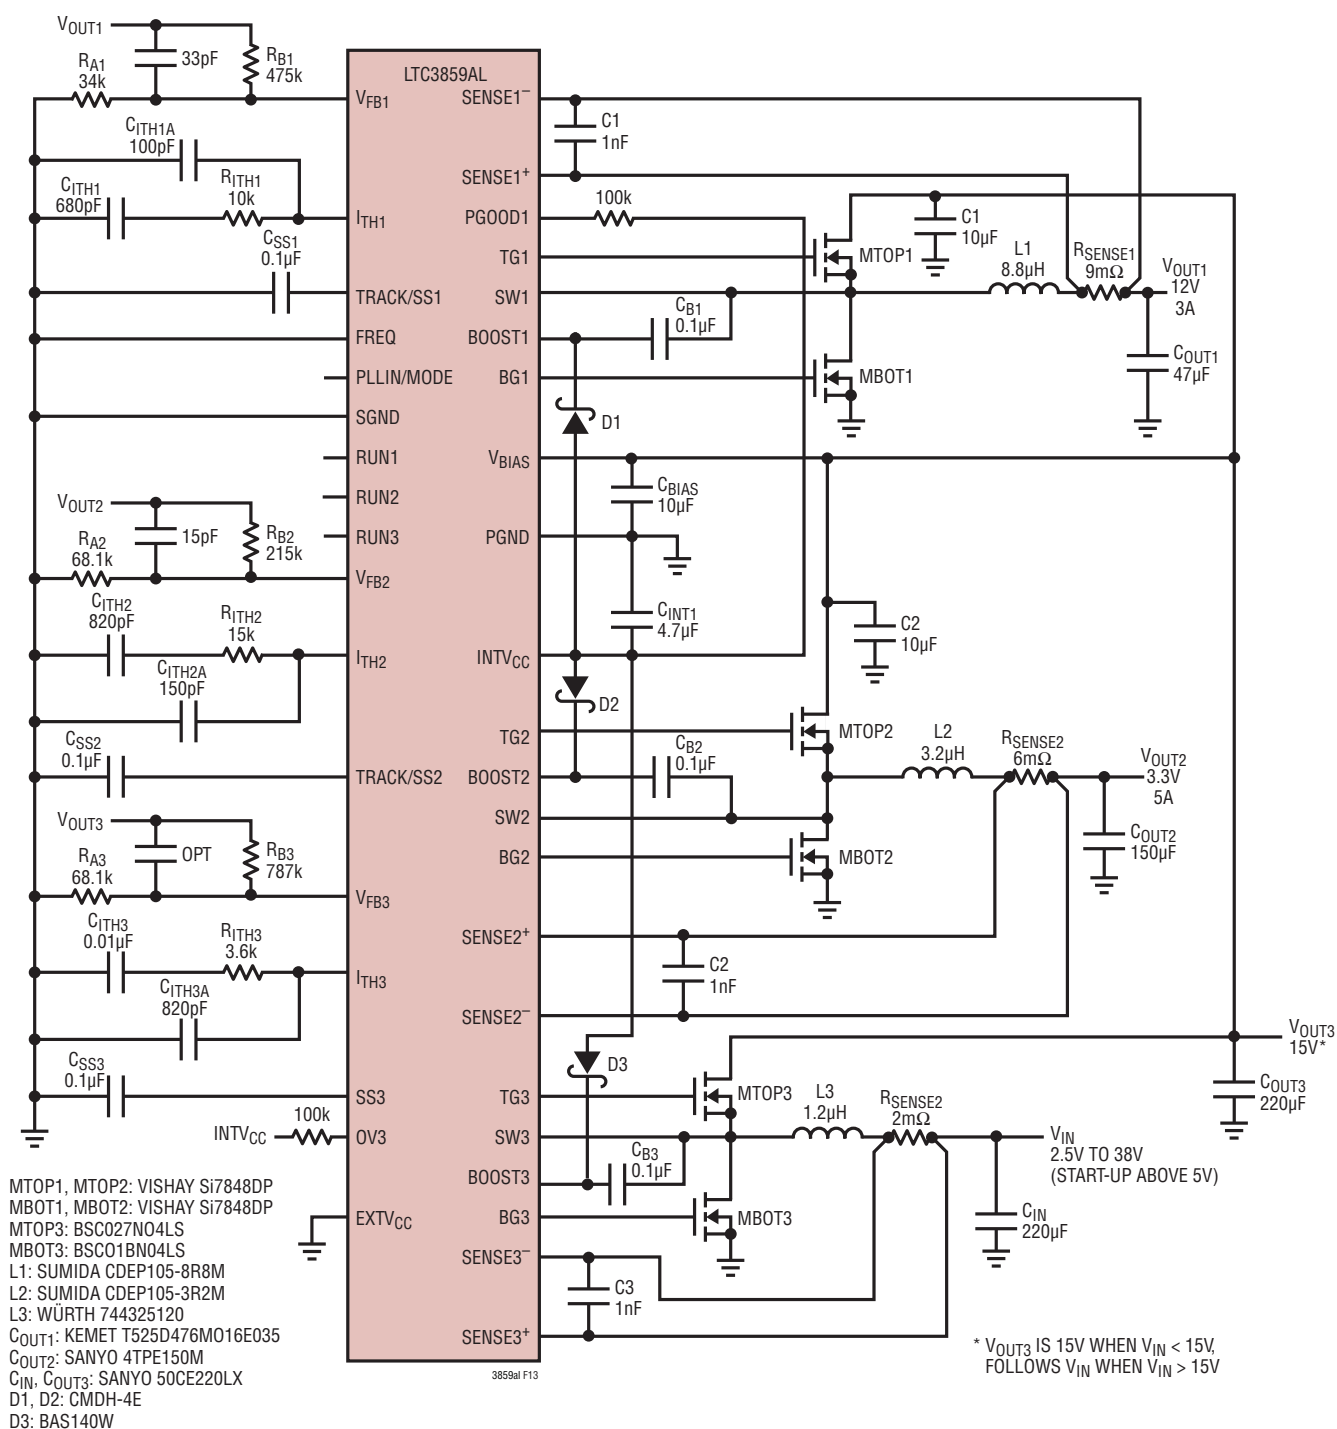 VOUT1
33pF
RB1
475k
RA1
34k
CITH1A
100pF
CITH1
680pF
RITH1
10k
CSS1
0.1µF
VOUT2
15pF
RB2
215k
RA2
68.1k
CITH2
820pF
RITH2
15k
CITH2A
150pF
CSS2
0.1µF
VOUT3
OPT
RB3
787k
RA3
68.1k
CITH3
0.01µF
RITH3
3.6k
CITH3A
820pF
CSS3
0.1µF
INTVCC
100k
LTC3859AL
VFB1
ITH1
TRACK/SS1
FREQ
PLLIN/MODE
SGND
RUN1
RUN2
RUN3
VFB2
ITH2
TRACK/SS2
VFB3
ITH3
SS3
OV3
EXTVCC
SENSE1–
SENSE1+
PGOOD1
TG1
SW1
BOOST1
BG1
VBIAS
PGND
INTVCC
TG2
BOOST2
SW2
BG2
SENSE2+
SENSE2–
TG3
SW3
BOOST3
BG3
SENSE3–
SENSE3+
C1
1nF
100k
C1
10µF
MTOP1
L1
8.8µH
RSENSE1
9mΩ
VOUT1
12V
3A
CB1
0.1µF
MBOT1
COUT1
47µF
D1
CBIAS
10µF
CINT1
4.7µF
C2
10µF
D2
MTOP2
L2
3.2µH
RSENSE2
6mΩ
VOUT2
3.3V
5A
CB2
0.1µF
MBOT2
COUT2
150µF
C2
1nF
VOUT3
15V*
D3
MTOP3
L3
1.2µH
RSENSE2
2mΩ
COUT3
220µF
VIN
2.5V TO 38V
(START-UP ABOVE 5V)
CB3
0.1µF
MBOT3
CIN
220µF
C3
1nF
MTOP1, MTOP2: VISHAY Si7848DP
MBOT1, MBOT2: VISHAY Si7848DP
MTOP3: BSC027NO4LS
MBOT3: BSCO1BN04LS
L1: SUMIDA CDEP105-8R8M
L2: SUMIDA CDEP105-3R2M
L3: WÜRTH 744325120
COUT1: KEMET T525D476MO16E035
COUT2: SANYO 4TPE150M
CIN, COUT3: SANYO 50CE220LX
D1, D2: CMDH-4E
D3: BAS140W
3859al F13
* VOUT3 IS 15V WHEN VIN < 15V,
FOLLOWS VIN WHEN VIN > 15V